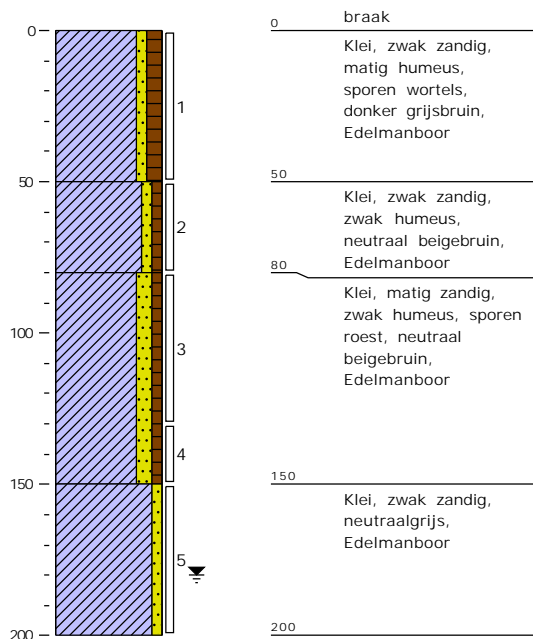 0
50
100
150
200
1
2
3
4
5
braak
0
Klei, zwak zandig,
matig humeus,
sporen wortels,
donker grijsbruin,
Edelmanboor
50
Klei, zwak zandig,
zwak humeus,
neutraal beigebruin,
Edelmanboor
80
Klei, matig zandig,
zwak humeus, sporen
roest, neutraal
beigebruin,
Edelmanboor
150
Klei, zwak zandig,
neutraalgrijs,
Edelmanboor
200